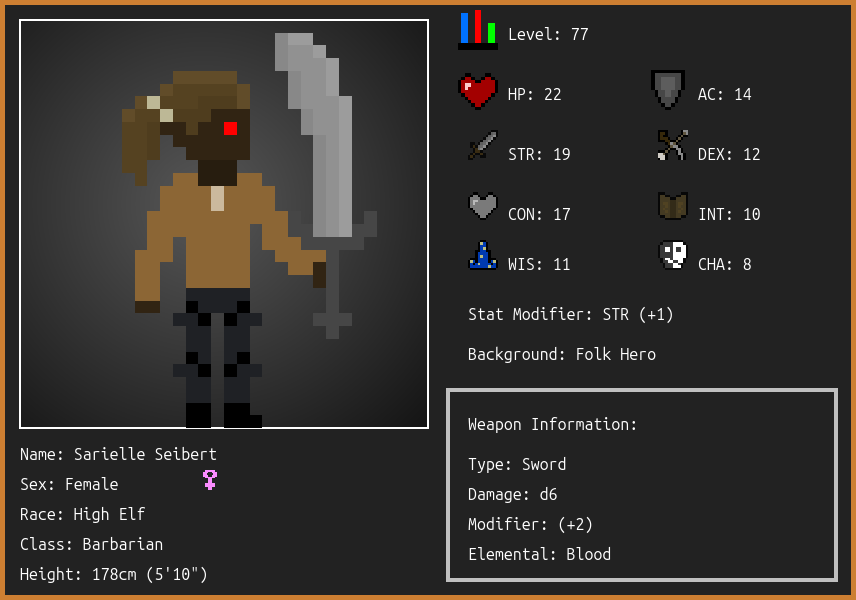 Level: 77
HP: 22
AC: 14
STR: 19
DEX: 12
CON: 17
INT: 10
WIS: 11
CHA: 8
Stat Modifier: STR (+1)
Background: Folk Hero
Weapon Information:
Type: Sword
Damage: d6
Modifier: (+2)
Elemental: Blood
Name: Sarielle Seibert
Sex: Female
Race: High Elf
Class: Barbarian
Height: 178cm (5'10")